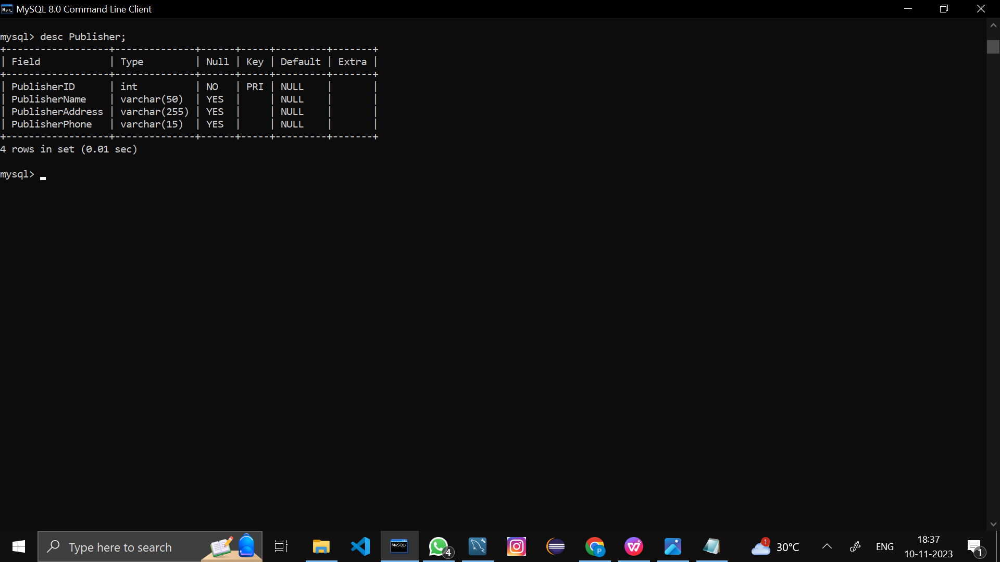 MySQL 8.0 Command Line Client
mysql> desc Publisher;
+------------------+--------------+------+-----+---------+-------+
| Field            | Type         | Null | Key | Default | Extra |
+------------------+--------------+------+-----+---------+-------+
| PublisherID      | int          | NO   | PRI | NULL    |       |
| PublisherName    | varchar(50)  | YES  |     | NULL    |       |
| PublisherAddress | varchar(255) | YES  |     | NULL    |       |
| PublisherPhone   | varchar(15)  | YES  |     | NULL    |       |
+------------------+--------------+------+-----+---------+-------+
4 rows in set (0.01 sec)
mysql>
Type here to search
MySQL>
4
P
1
30°C
ENG
18:37
10-11-2023
1